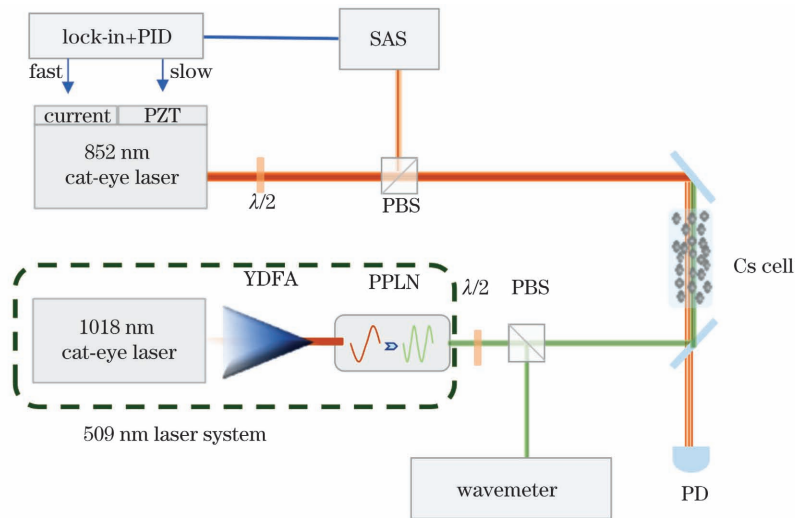 lock-in+PID
SAS
fast
slow
current
PZT
852 nm
cat-eye laser
λ/2
PBS
Cs cell
YDFA
PPLN
λ/2
PBS
1018 nm
cat-eye laser
509 nm laser system
wavemeter
PD